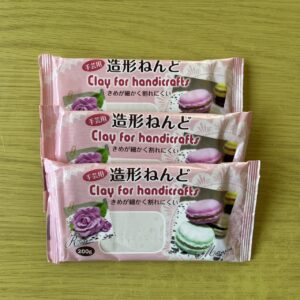 手芸用
造形ねんど
Clay for handicrafts
きめが細かく割れにくい
手芸用
造形ねんど
Clay for handicrafts
きめが細かく割れにくい
手芸用
造形ねんど
Clay for handicrafts
きめが細かく割れにくい
200g